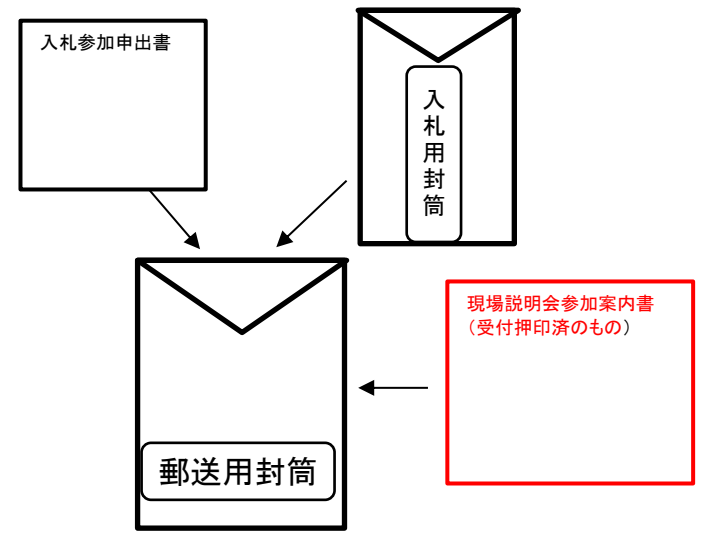 入札参加申出書
入札用封筒
現場説明会参加案内書
（受付押印済のもの）
郵送用封筒